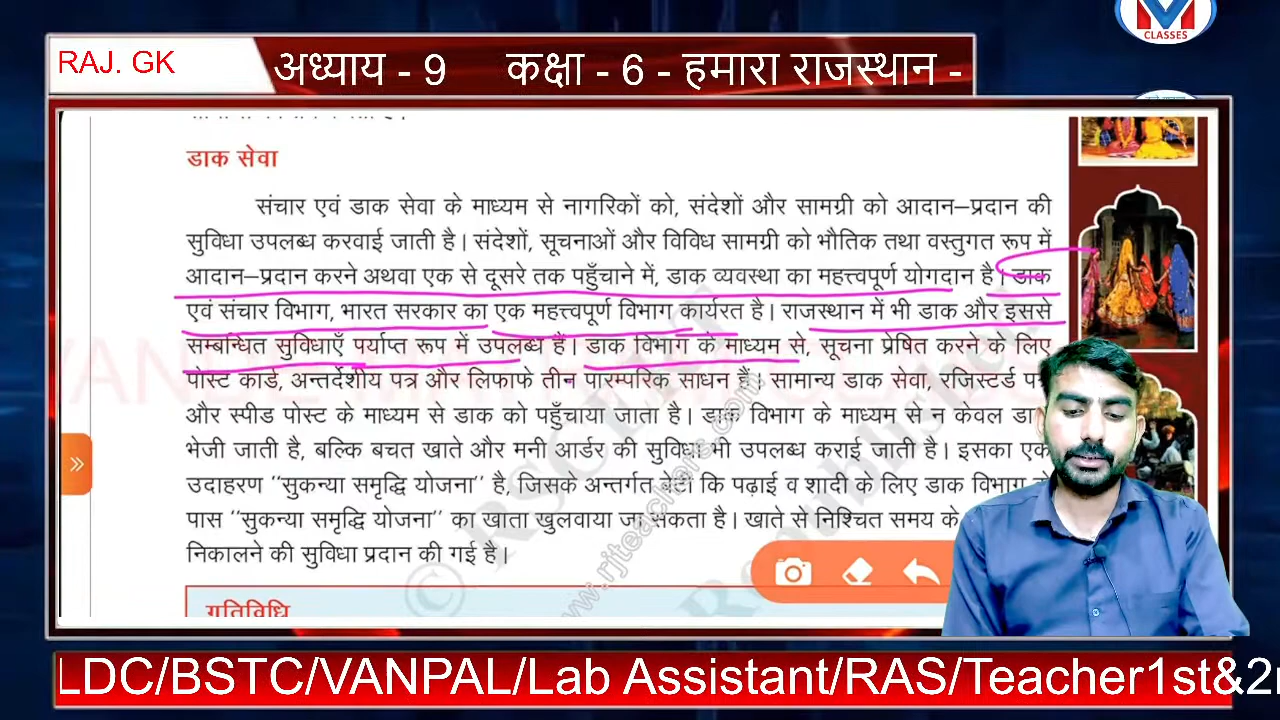 CLASSES
RAJ. GK
अध्याय - 9 कक्षा - 6 - हमारा राजस्थान -
डाक सेवा
संचार एवं डाक सेवा के माध्यम से नागरिकों को, संदेशों और सामग्री को आदान–प्रदान की
सुविधा उपलब्ध करवाई जाती है। संदेशों, सूचनाओं और विविध सामग्री को भौतिक तथा वस्तुगत रूप में
आदान–प्रदान करने अथवा एक से दूसरे तक पहुँचाने में, डाक व्यवस्था का महत्त्वपूर्ण योगदान है। डाक
एवं संचार विभाग, भारत सरकार का एक महत्त्वपूर्ण विभाग कार्यरत है। राजस्थान में भी डाक और इससे
सम्बन्धित सुविधाएँ पर्याप्त रूप में उपलब्ध हैं। डाक विभाग के माध्यम से, सूचना प्रेषित करने के लिए
पोस्ट कार्ड, अन्तर्देशीय पत्र और लिफाफे तीन पारम्परिक साधन हैं। सामान्य डाक सेवा, रजिस्टर्ड
और स्पीड पोस्ट के माध्यम से डाक को पहुँचाया जाता है। डाक विभाग के माध्यम से न केवल
भेजी जाती है, बल्कि बचत खाते और मनी आर्डर की सुविधा भी उपलब्ध कराई जाती है। इसका एक
उदाहरण "सुकन्या समृद्धि योजना" है, जिसके अन्तर्गत बेटी कि पढ़ाई व शादी के लिए डाक विभाग
पास "सुकन्या समृद्धि योजना" का खाता खुलवाया जा सकता है। खाते से निश्चित समय के
निकालने की सुविधा प्रदान की गई है।
गतिविधि
www.rjteachers.com
LDC/BSTC/VANPAL/Lab Assistant/RAS/Teacher1st&2